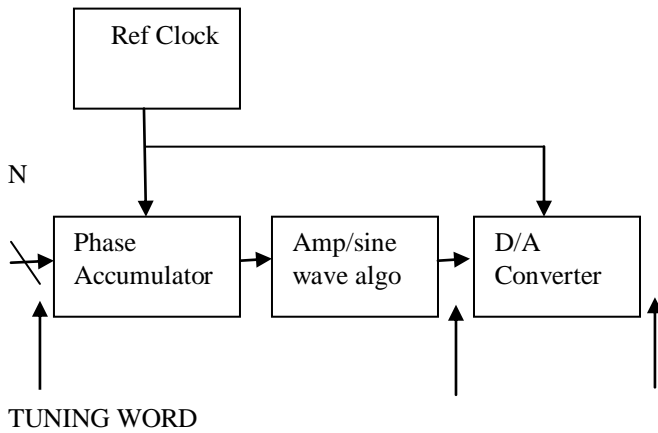 Ref Clock
N
Phase
Accumulator
Amp/sine
wave algo
D/A
Converter
TUNING WORD